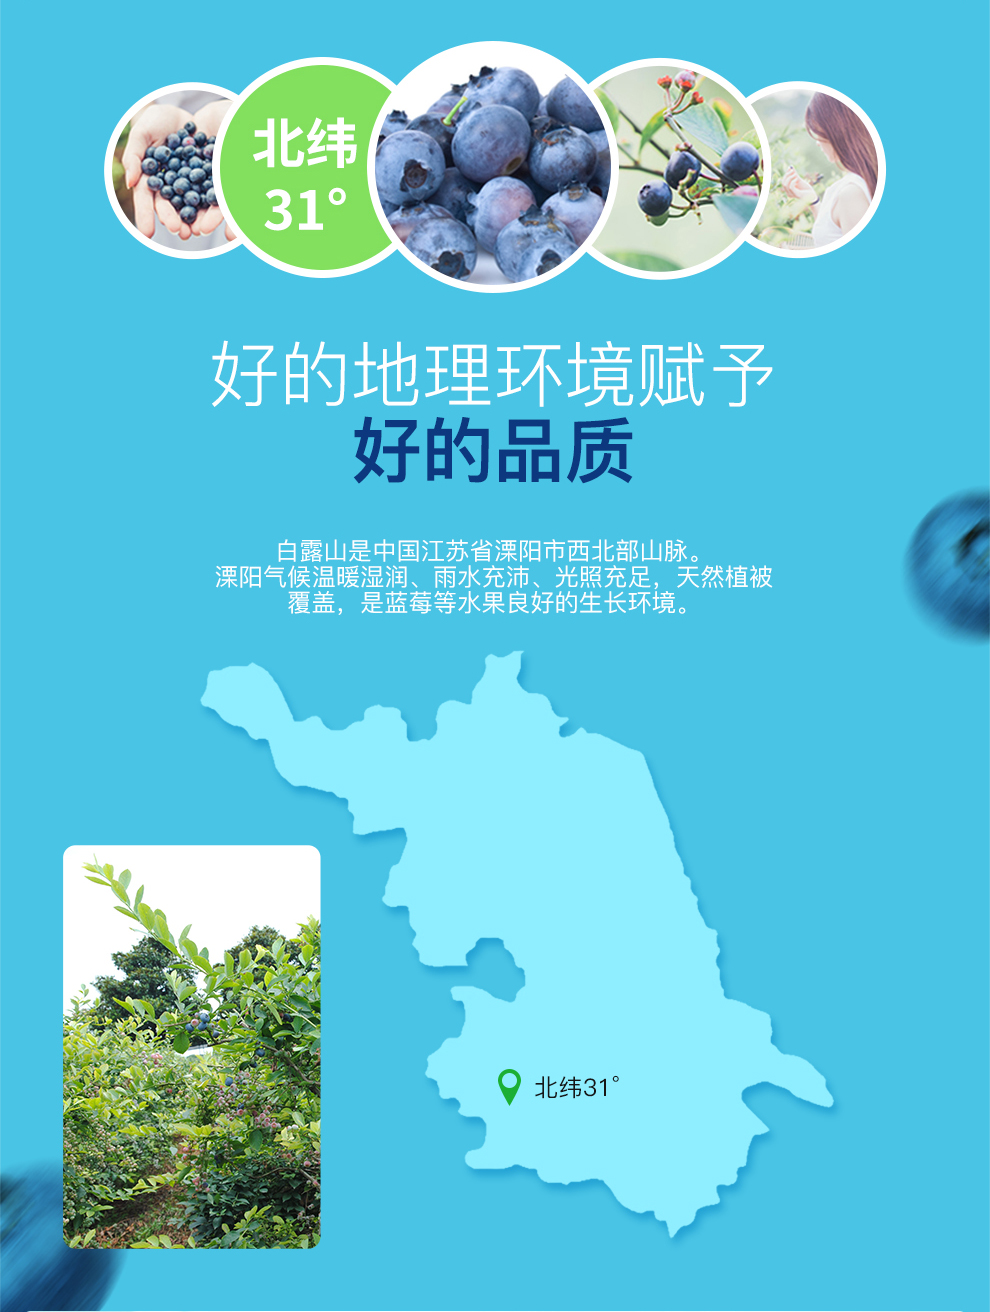 北纬
31°
好的地理环境赋予
好的品质
白露山是中国江苏省溧阳市西北部山脉。
溧阳气候温暖湿润、雨水充沛、光照充足，天然植被
覆盖，是蓝莓等水果良好的生长环境。
北纬31°